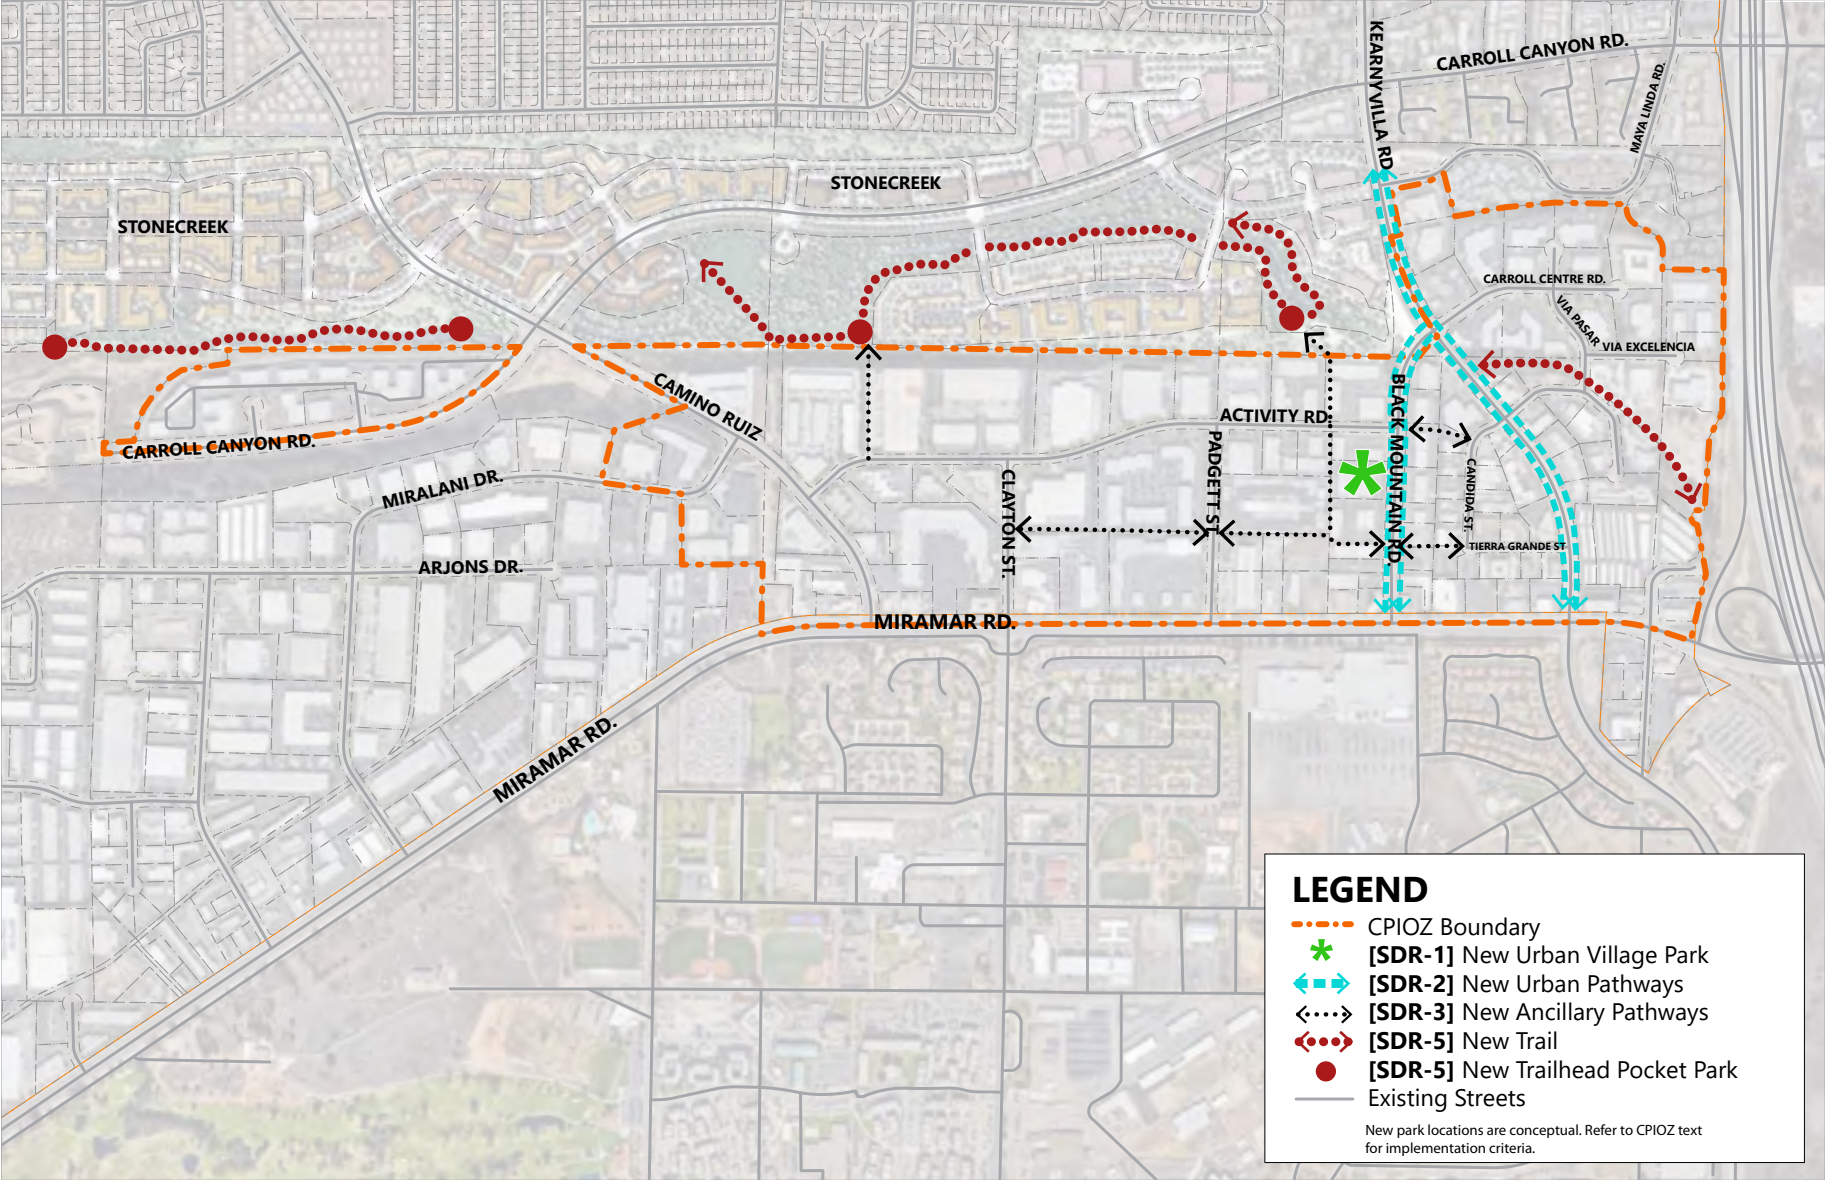 KEARNY VILLA RD
CARROLL CANYON RD.
MAYA LINDA RD.
STONECREEK
STONECREEK
CARROLL CENTRE RD.
VIA PASAR
VIA EXCELENCIA
CAMINO RUIZ
BLACK MOUNTAIN RD.
ACTIVITY RD
PADGETT ST.
CARROLL CANYON RD.
MIRALANI DR.
CLAYTON ST.
CANDIDA ST.
TIERRA GRANDE ST
ARJONS DR.
MIRAMAR RD.
MIRAMAR RD.
LEGEND
CPIOZ Boundary
[SDR-1] New Urban Village Park
[SDR-2] New Urban Pathways
[SDR-3] New Ancillary Pathways
[SDR-5] New Trail
[SDR-5] New Trailhead Pocket Park
Existing Streets
New park locations are conceptual. Refer to CPIOZ text
for implementation criteria.